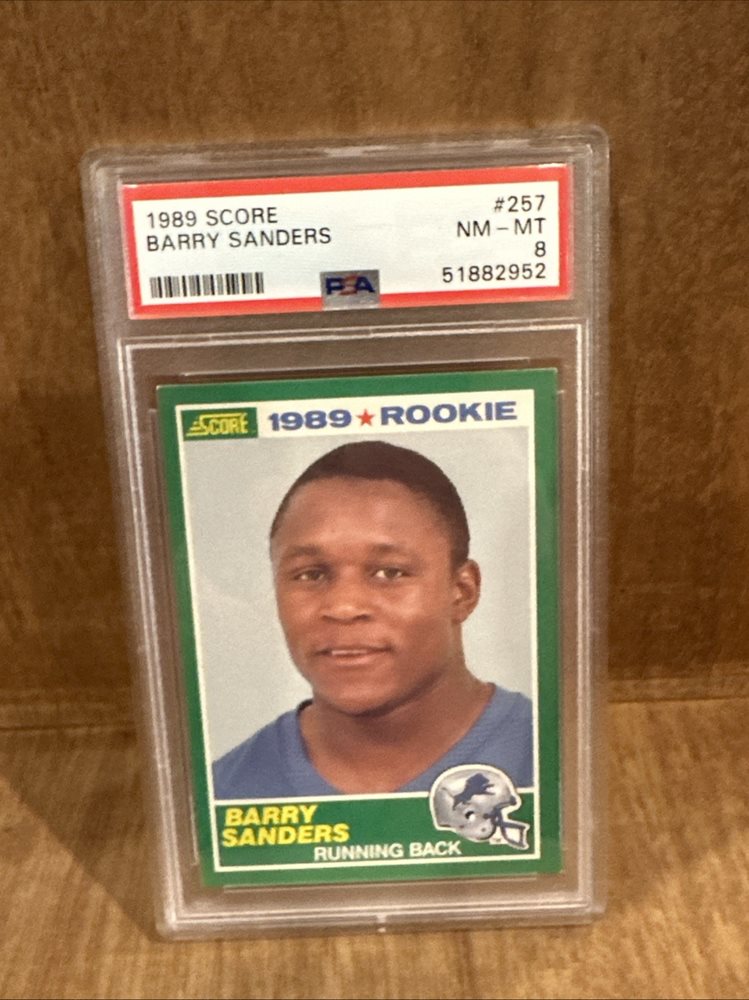 1989 SCORE
#257
BARRY SANDERS
NM - MT
8
PSA
51882952
SCORE
1989 ★ ROOKIE
BARRY
SANDERS
RUNNING BACK